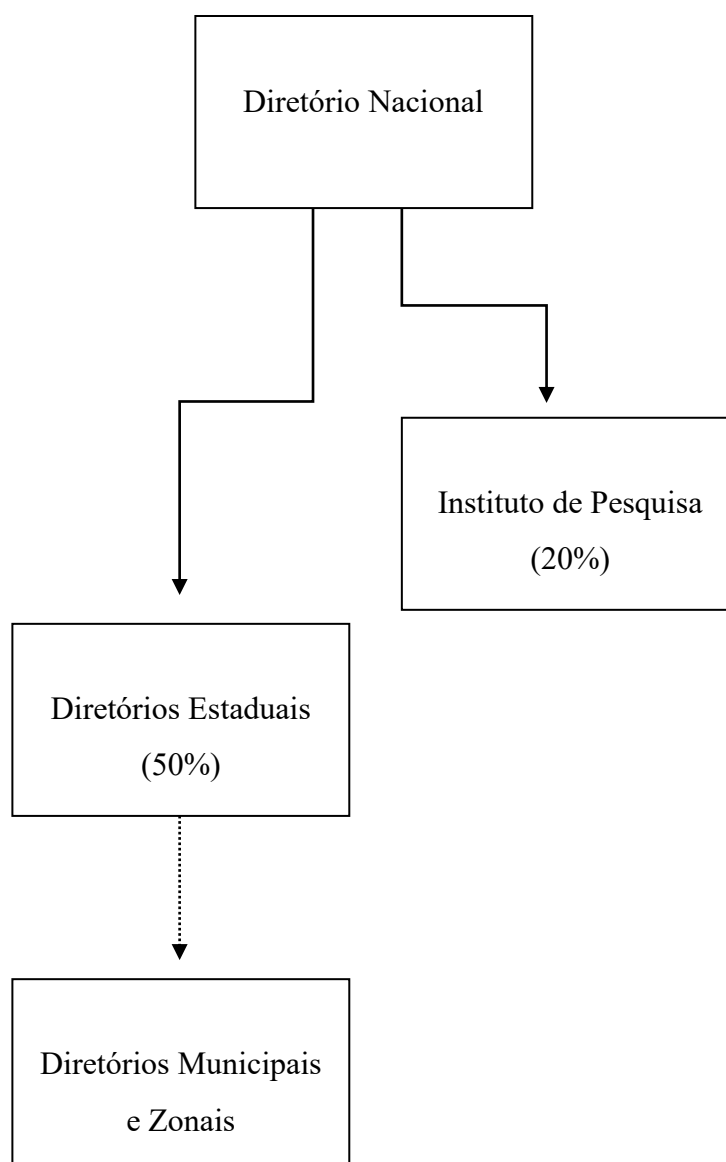 Diretório Nacional
Instituto de Pesquisa
(20%)
Diretórios Estaduais
(50%)
Diretórios Municipais
e Zonais